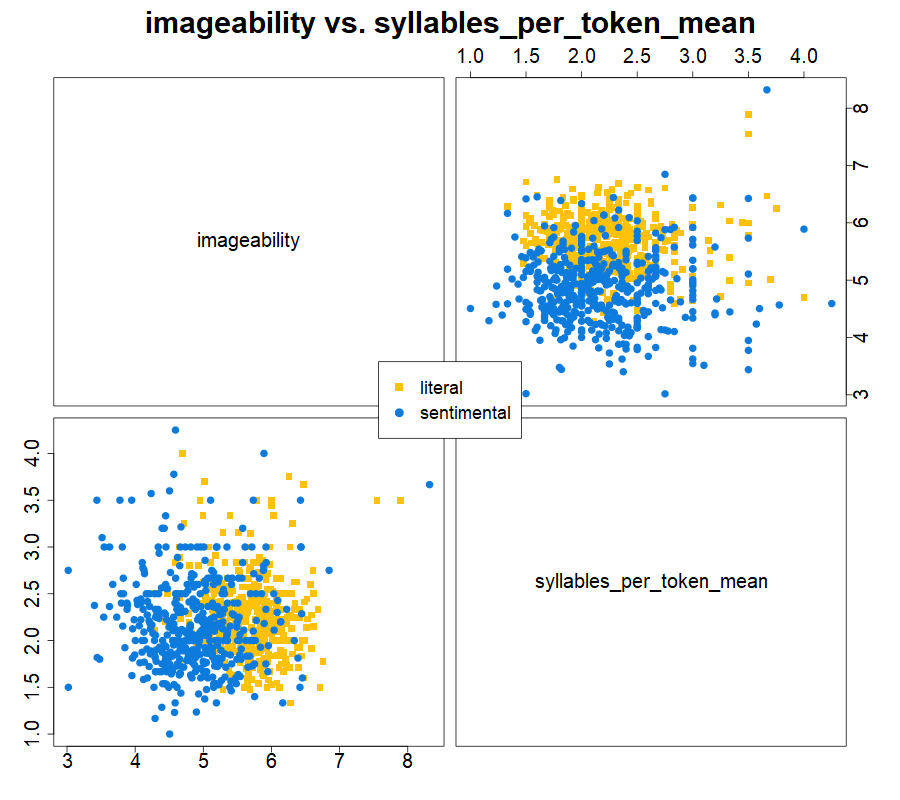 imageability vs. syllables_per_token_mean
1.0 1.5 2.0 2.5 3.0 3.5 4.0
imageability
8
7
6
5
4
3
literal
sentimental
4.0
3.5
3.0
2.5
2.0
1.5
1.0
syllables_per_token_mean
3 4 5 6 7 8